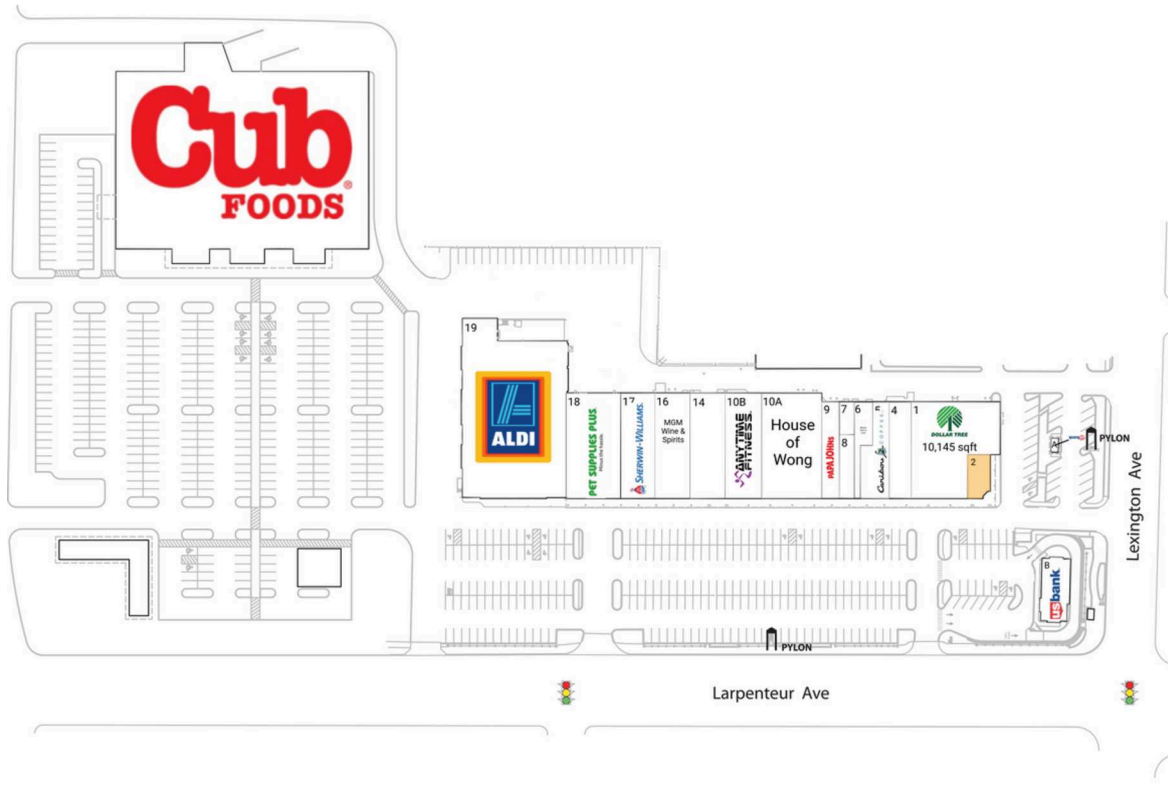 Cub
FOODS
®
19
ALDI
18
PET SUPPLIES PLUS.
17
SHERWIN-WILLIAMS.
16
MGM
Wine &
Spirits
14
10B
ANYTIME
FITNESS
10A
House
of
Wong
9
PAPA JOHNS
7
8
6
5
Caribou
COFFEE
4
1
DOLLAR TREE
10,145 sqft
2
A
PYLON
Lexington Ave
B
usbank
PYLON
Larpenteur Ave